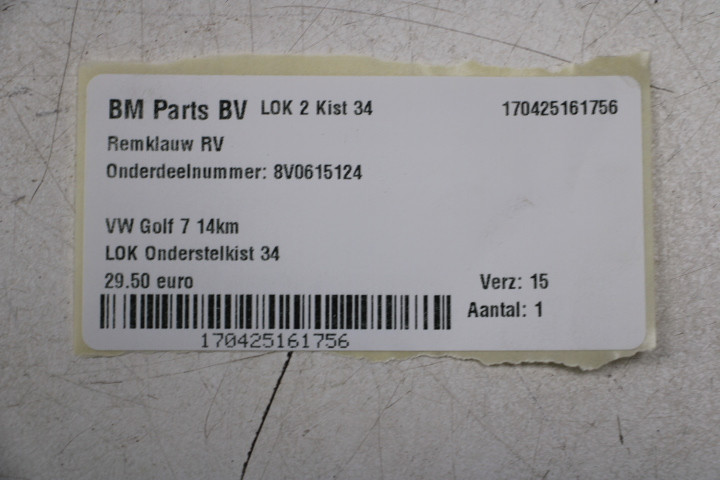 BM Parts BV LOK 2 Kist 34 170425161756
Remklauw RV
Onderdeelnummer: 8V0615124
VW Golf 7 14km
LOK Onderstelkist 34
29.50 euro Verz: 15
Aantal: 1
170425161756